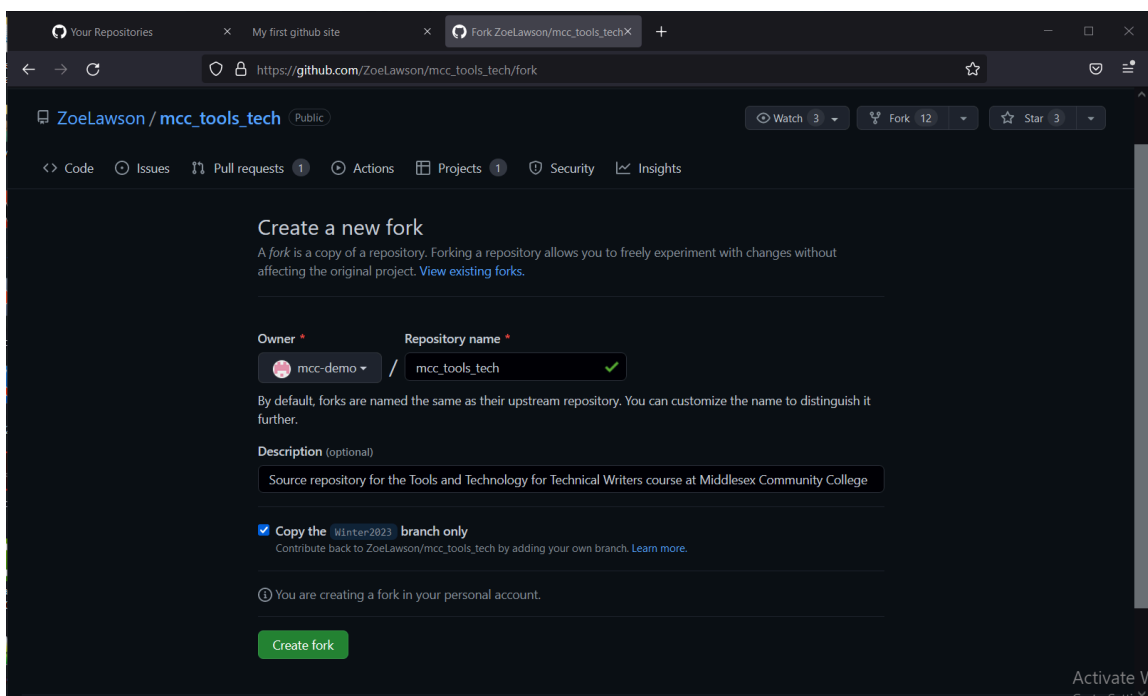 Your Repositories × My first github site × Fork ZoeLawson/mcc_tools_tech × +
https://github.com/ZoeLawson/mcc_tools_tech/fork
ZoeLawson / mcc_tools_tech Public Watch 3 Fork 12 Star 3
<> Code Issues Pull requests 1 Actions Projects 1 Security Insights
Create a new fork
A fork is a copy of a repository. Forking a repository allows you to freely experiment with changes without
affecting the original project. View existing forks.
Owner * Repository name *
mcc-demo / mcc_tools_tech
By default, forks are named the same as their upstream repository. You can customize the name to distinguish it
further.
Description (optional)
Source repository for the Tools and Technology for Technical Writers course at Middlesex Community College
Copy the Winter2023 branch only
Contribute back to ZoeLawson/mcc_tools_tech by adding your own branch. Learn more.
You are creating a fork in your personal account.
Create fork
Activate